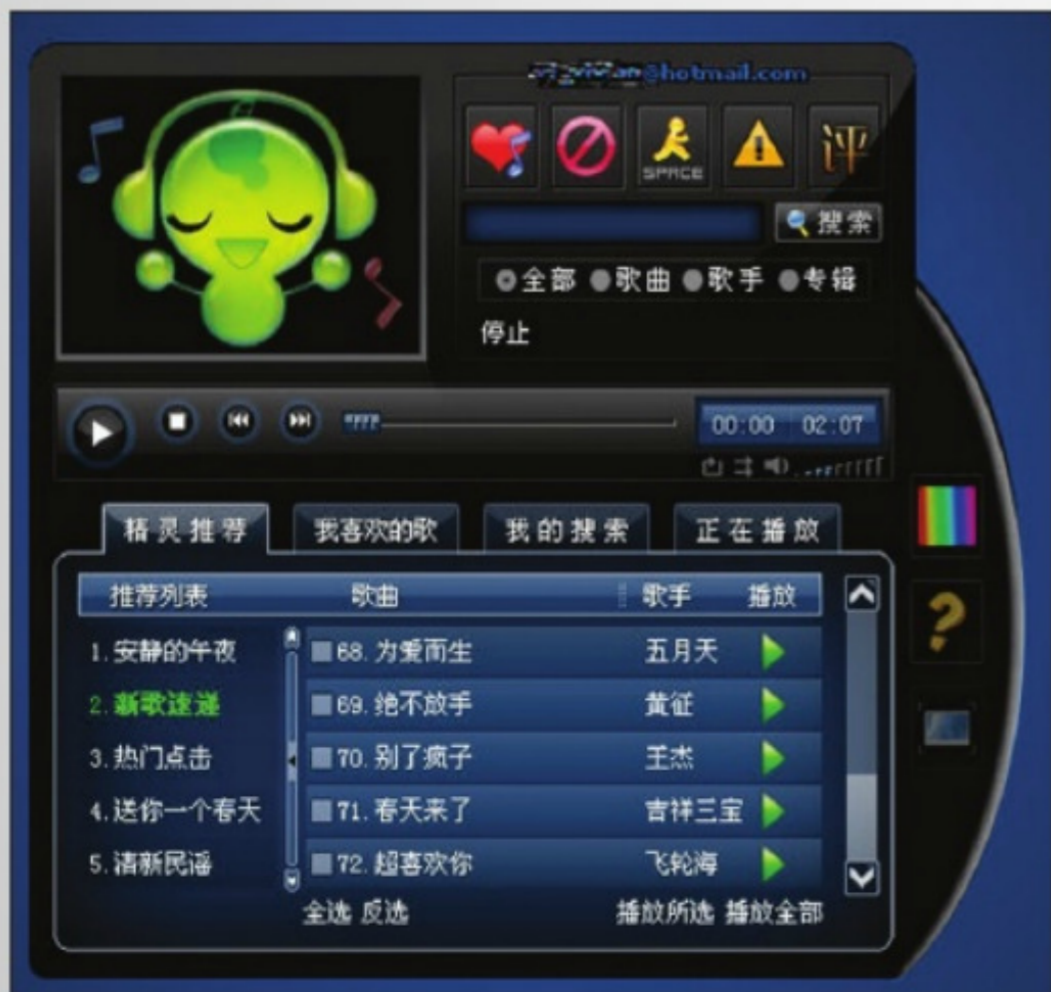 @hotmail.com
SPACE 评
搜索
全部 歌曲 歌手 专辑
停止
00:00 02:07
精灵推荐 我喜欢的歌 我的搜索 正在播放
推荐列表 歌曲 歌手 播放
1.安静的午夜 68.为爱而生 五月天
2.新歌速递 69.绝不放手 黄征
3.热门点击 70.别了疯子 王杰
4.送你一个春天 71.春天来了 吉祥三宝
5.清新民谣 72.超喜欢你 飞轮海
全选 反选 播放所选 播放全部